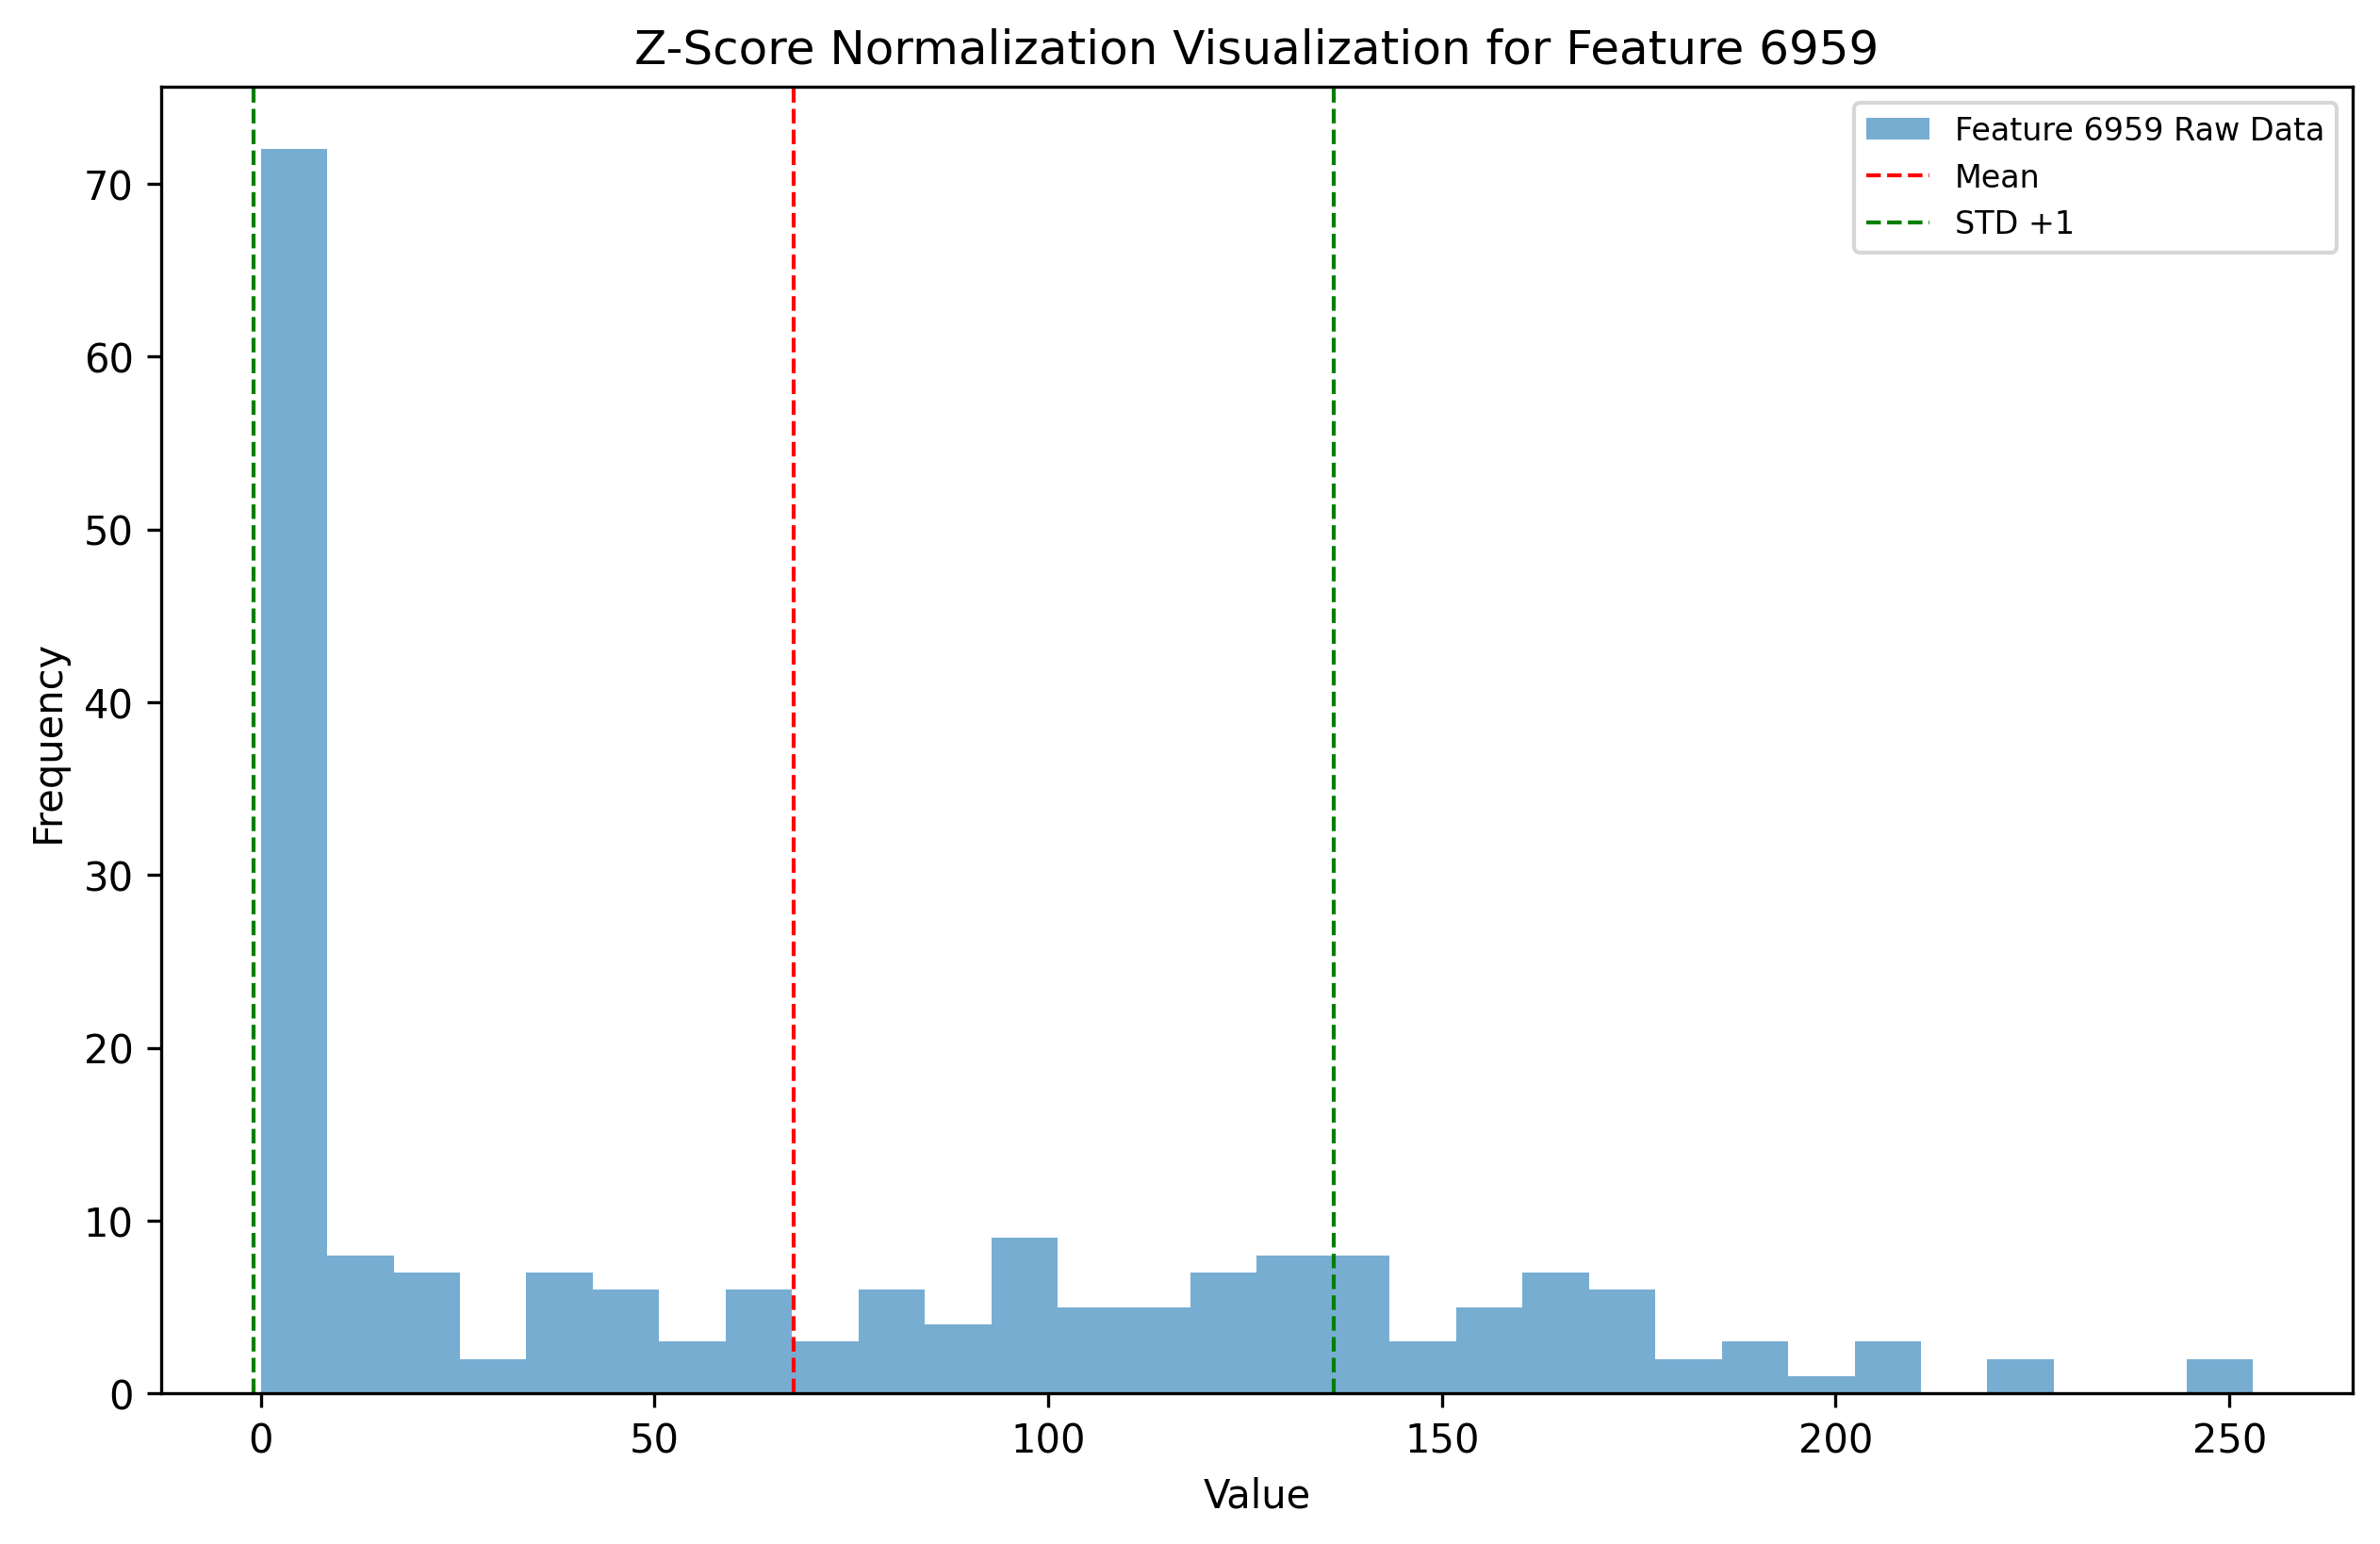 Z-Score Normalization Visualization for Feature 6959
Feature 6959 Raw Data
Mean
STD +1
70
60
50
40
30
20
10
0
Frequency
0 50 100 150 200 250
Value